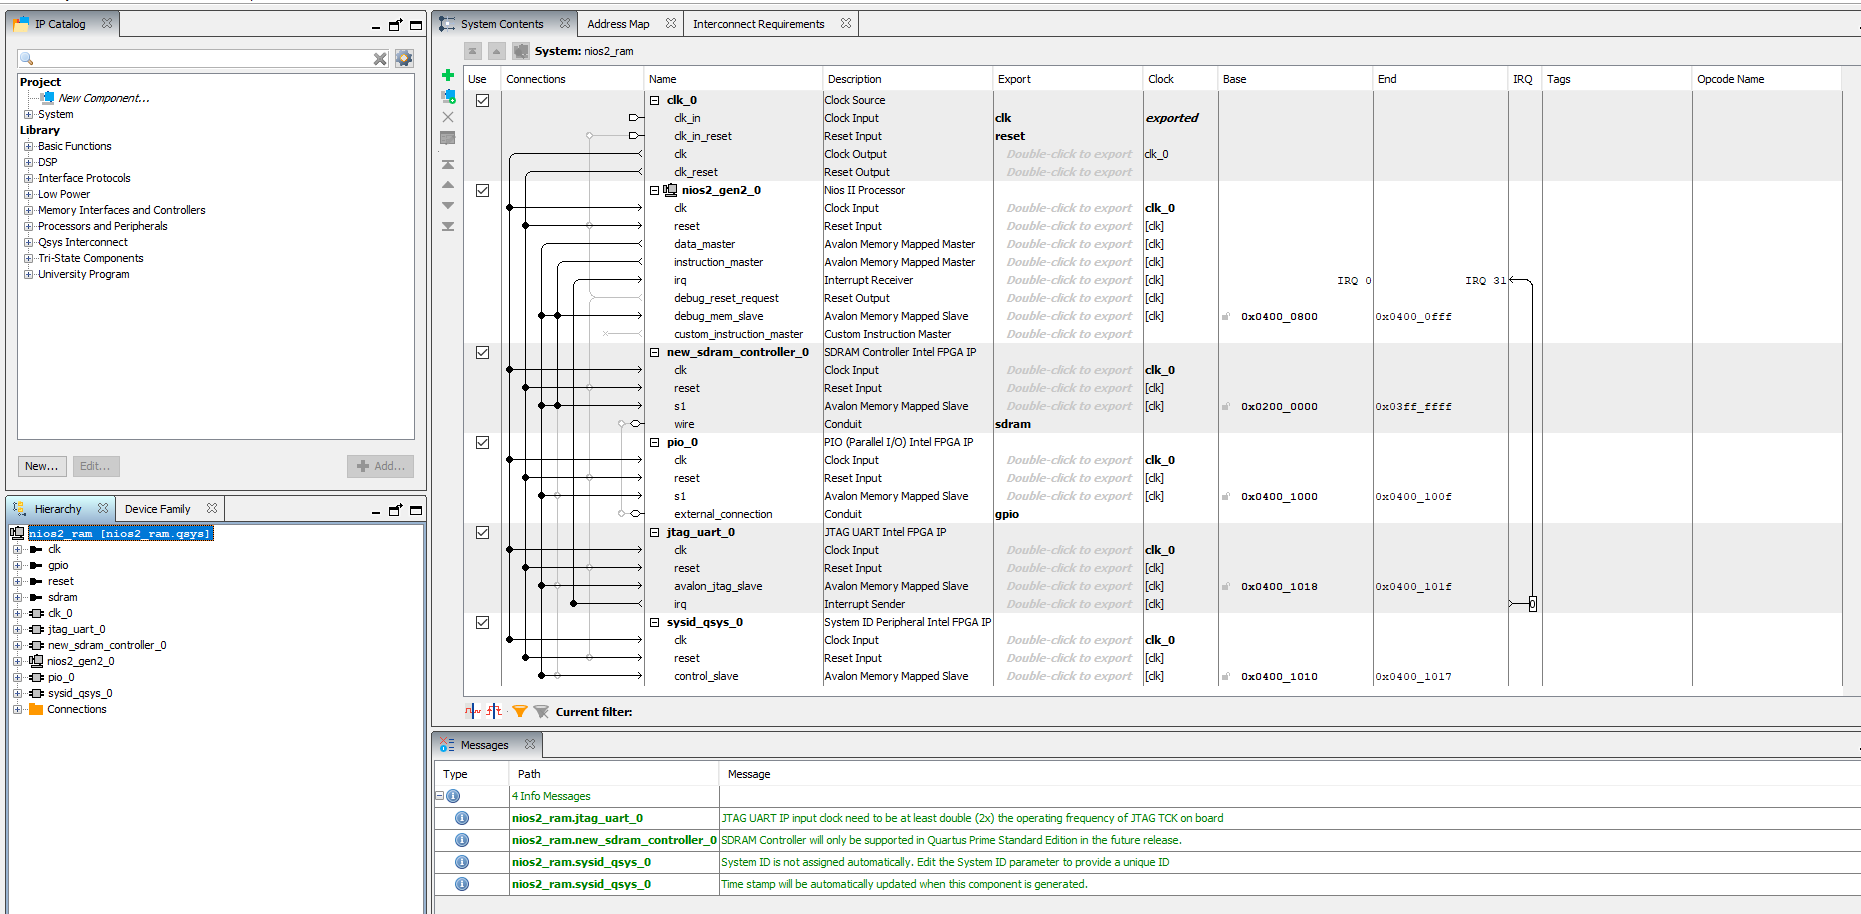 IP Catalog
Project
New Component...
System
Library
Basic Functions
DSP
Interface Protocols
Low Power
Memory Interfaces and Controllers
Processors and Peripherals
Qsys Interconnect
Tri-State Components
University Program
New... Edit... Add...
Hierarchy Device Family
nios2_ram [nios2_ram.qsys]
clk
gpio
reset
sdram
clk_0
jtag_uart_0
new_sdram_controller_0
nios2_gen2_0
pio_0
sysid_qsys_0
Connections
System Contents Address Map Interconnect Requirements
System: nios2_ram
Use Connections Name Description Export Clock Base End IRQ Tags Opcode Name
clk_0 Clock Source
clk_in Clock Input clk exported
clk_in_reset Reset Input reset
clk Clock Output Double-click to export clk_0
clk_reset Reset Output Double-click to export
nios2_gen2_0 Nios II Processor
clk Clock Input Double-click to export clk_0
reset Reset Input Double-click to export [clk]
data_master Avalon Memory Mapped Master Double-click to export [clk]
instruction_master Avalon Memory Mapped Master Double-click to export [clk]
irq Interrupt Receiver Double-click to export [clk] IRQ 0 IRQ 31
debug_reset_request Reset Output Double-click to export [clk]
debug_mem_slave Avalon Memory Mapped Slave Double-click to export [clk] 0x0400_0800 0x0400_0fff
custom_instruction_master Custom Instruction Master Double-click to export
new_sdram_controller_0 SDRAM Controller Intel FPGA IP
clk Clock Input Double-click to export clk_0
reset Reset Input Double-click to export [clk]
s1 Avalon Memory Mapped Slave Double-click to export [clk] 0x0200_0000 0x03ff_ffff
wire Conduit sdram
pio_0 PIO (Parallel I/O) Intel FPGA IP
clk Clock Input Double-click to export clk_0
reset Reset Input Double-click to export [clk]
s1 Avalon Memory Mapped Slave Double-click to export [clk] 0x0400_1000 0x0400_100f
external_connection Conduit gpio
jtag_uart_0 JTAG UART Intel FPGA IP
clk Clock Input Double-click to export clk_0
reset Reset Input Double-click to export [clk]
avalon_jtag_slave Avalon Memory Mapped Slave Double-click to export [clk] 0x0400_1018 0x0400_101f
irq Interrupt Sender Double-click to export [clk] 0
sysid_qsys_0 System ID Peripheral Intel FPGA IP
clk Clock Input Double-click to export clk_0
reset Reset Input Double-click to export [clk]
control_slave Avalon Memory Mapped Slave Double-click to export [clk] 0x0400_1010 0x0400_1017
Current filter:
Messages
Type Path Message
4 Info Messages
nios2_ram.jtag_uart_0 JTAG UART IP input clock need to be at least double (2x) the operating frequency of JTAG TCK on board
nios2_ram.new_sdram_controller_0 SDRAM Controller will only be supported in Quartus Prime Standard Edition in the future release.
nios2_ram.sysid_qsys_0 System ID is not assigned automatically. Edit the System ID parameter to provide a unique ID
nios2_ram.sysid_qsys_0 Time stamp will be automatically updated when this component is generated.